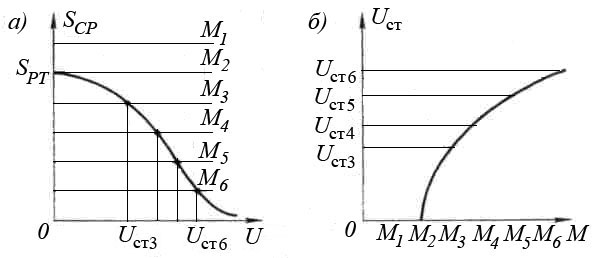 а) S_CP
M_1
M_2
S_PT
M_3
M_4
M_5
M_6
0 U_ст3 U_ст6 U
б) U_ст
U_ст6
U_ст5
U_ст4
U_ст3
0 M_1 M_2 M_3 M_4 M_5 M_6 M